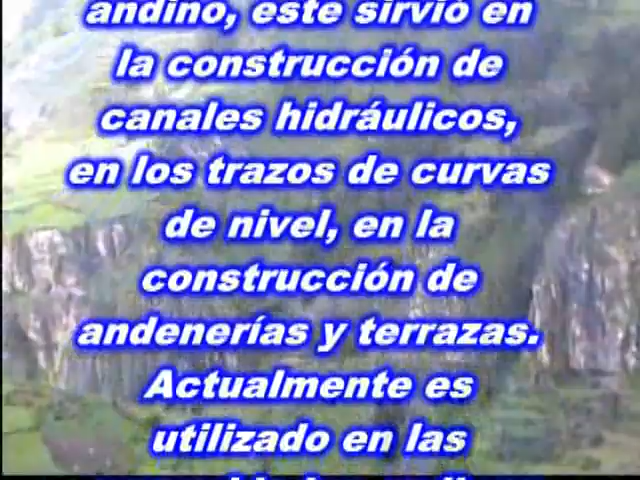 andino, este sirvió en
la construcción de
canales hidráulicos,
en los trazos de curvas
de nivel, en la
construcción de
andenerías y terrazas.
Actualmente es
utilizado en las